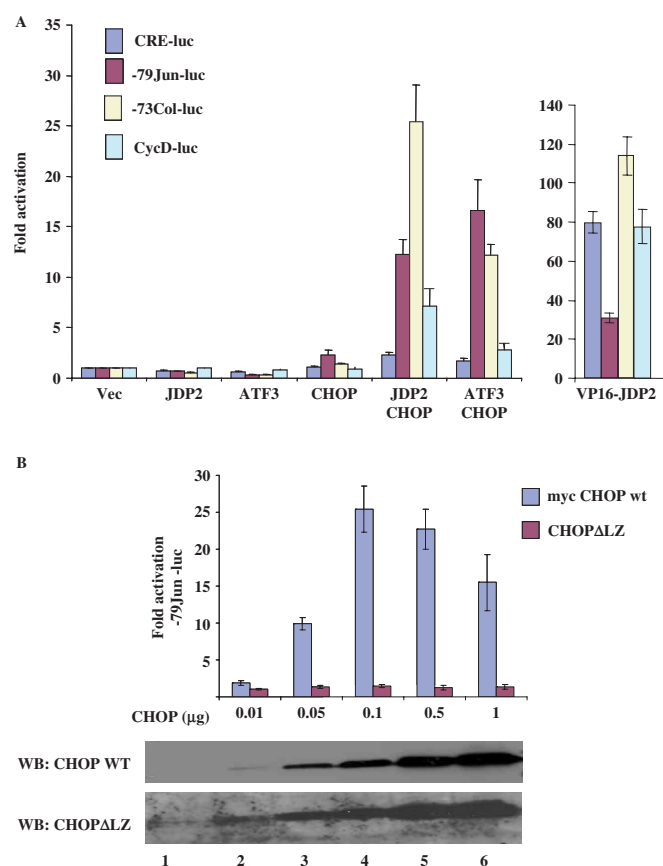 A
35
30
25
20
15
10
5
0
Fold activation
CRE-luc
-79Jun-luc
-73Col-luc
CycD-luc
Vec
JDP2
ATF3
CHOP
JDP2
CHOP
ATF3
CHOP
140
120
100
80
60
40
20
0
VP16-JDP2
B
30
25
20
15
10
5
Fold activation
-79Jun -luc
myc CHOP wt
CHOPΔLZ
CHOP (μg)
0.01
0.05
0.1
0.5
1
WB: CHOP WT
WB: CHOPΔLZ
1 2 3 4 5 6